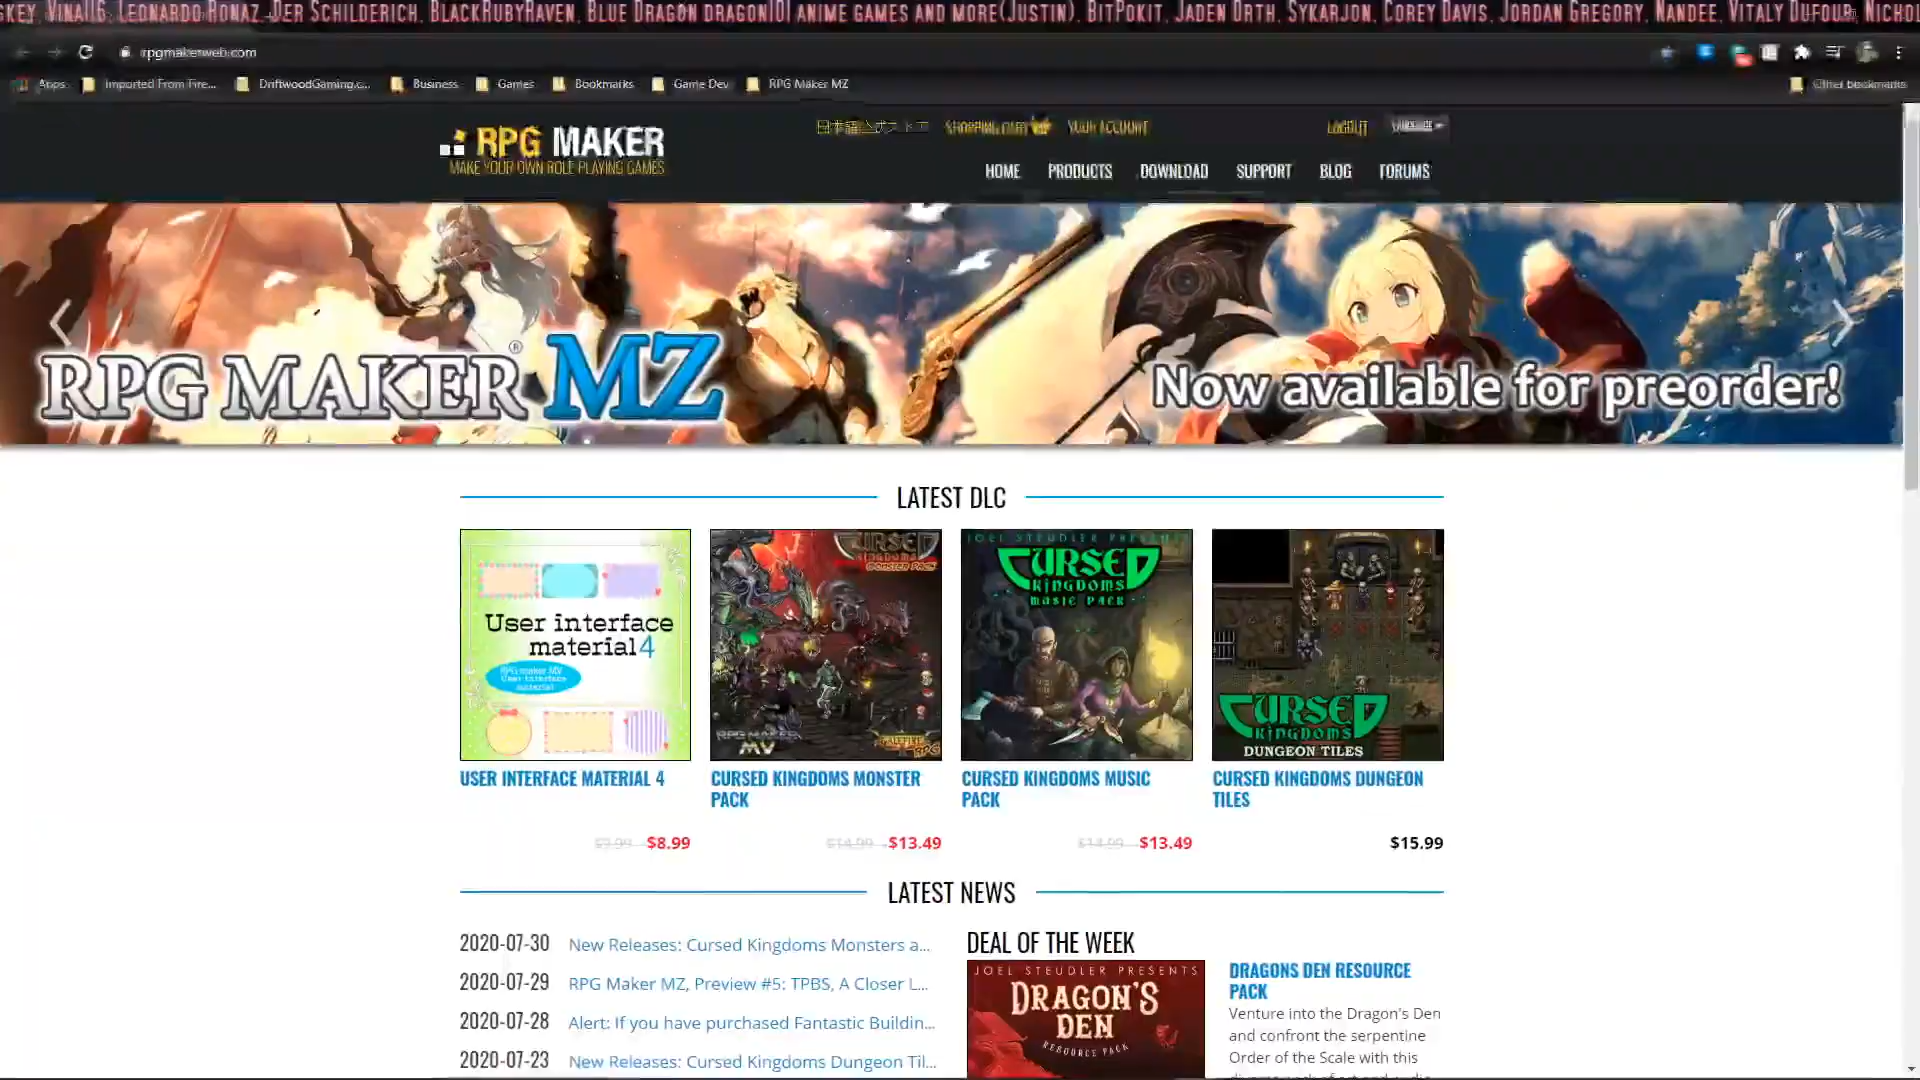 SKEY, VINA116, LEONARDO BONAZ, DER SCHILDERICH, BLACKRUBYRAVEN, BLUE DRAGON DRAGON101 ANIME GAMES AND MORE(JUSTIN), BITPOKIT, JADEN ORTH, SYKARJON, COREY DAVIS, JORDAN GREGORY, NANDEE, VITALY DUFOUR, NICHOL
rpgmakerweb.com
Apps Imported From Fire... DriftwoodGaming.c... Business Games Bookmarks Game Dev RPG Maker MZ Other bookmarks
日本語公式ストア SHOPPING CART YOUR ACCOUNT LOGOUT
RPG MAKER
MAKE YOUR OWN ROLE PLAYING GAMES
HOME PRODUCTS DOWNLOAD SUPPORT BLOG FORUMS
RPG MAKER® MZ
Now available for preorder!
LATEST DLC
User interface
material 4
RPG maker MV
User interface
material
CURSED
KINGDOMS
MONSTER PACK
RPG MAKER
MV
JOEL STEUDLER PRESENTS
CURSED
KINGDOMS
MUSIC PACK
CURSED
KINGDOMS
DUNGEON TILES
USER INTERFACE MATERIAL 4
CURSED KINGDOMS MONSTER
PACK
CURSED KINGDOMS MUSIC
PACK
CURSED KINGDOMS DUNGEON
TILES
$9.99 $8.99
$14.99 $13.49
$14.99 $13.49
$15.99
LATEST NEWS
2020-07-30 New Releases: Cursed Kingdoms Monsters a...
2020-07-29 RPG Maker MZ, Preview #5: TPBS, A Closer L...
2020-07-28 Alert: If you have purchased Fantastic Buildin...
2020-07-23 New Releases: Cursed Kingdoms Dungeon Til...
DEAL OF THE WEEK
JOEL STEUDLER PRESENTS
DRAGON'S
DEN
RESOURCE PACK
DRAGONS DEN RESOURCE
PACK
Venture into the Dragon's Den
and confront the serpentine
Order of the Scale with this